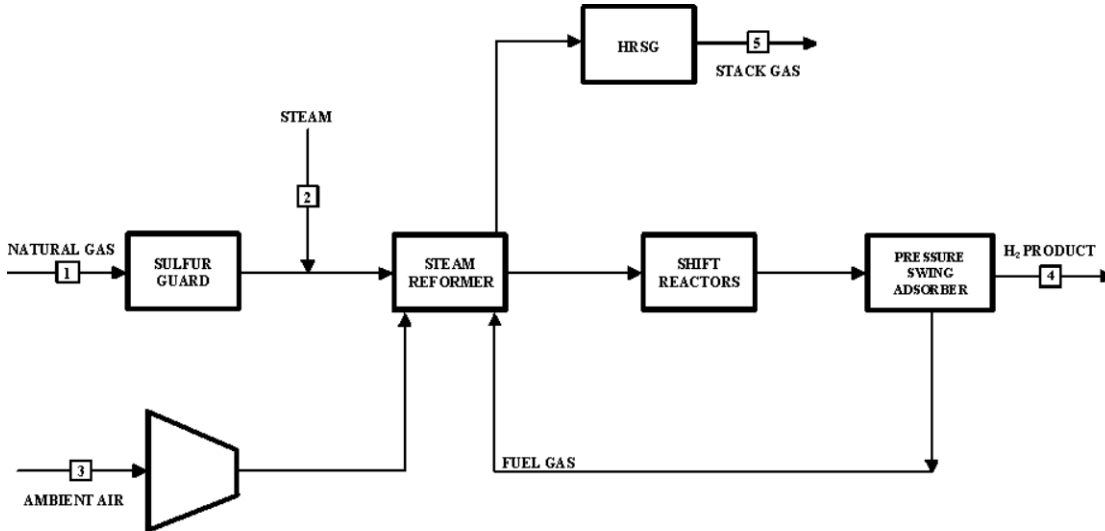 HRSG
5
STACK GAS
STEAM
2
NATURAL GAS
1
SULFUR
GUARD
STEAM
REFORMER
SHIFT
REACTORS
PRESSURE
SWING
ADSORBER
H₂ PRODUCT
4
3
AMBIENT AIR
FUEL GAS